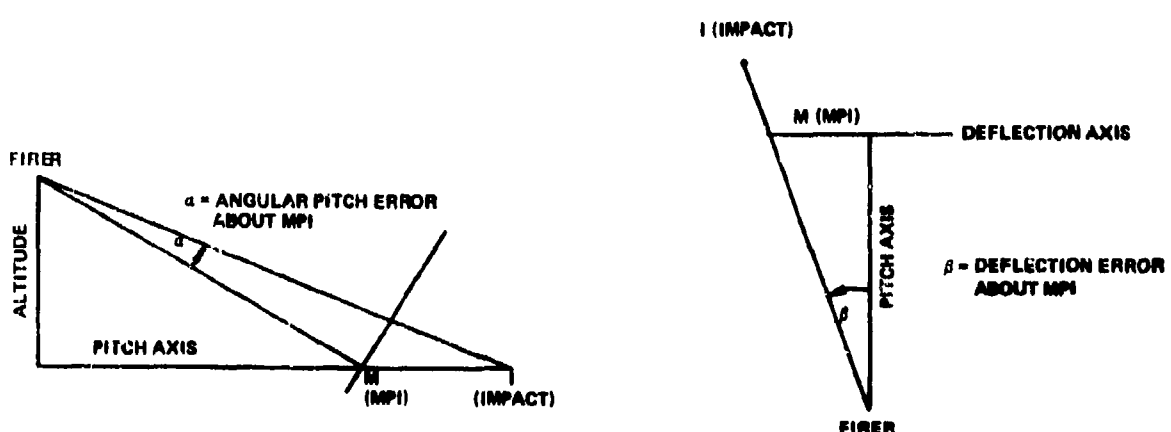 FIRER
ALTITUDE
α = ANGULAR PITCH ERROR
ABOUT MPI
α
PITCH AXIS
M
(MPI)
(IMPACT)
I (IMPACT)
M (MPI)
DEFLECTION AXIS
PITCH AXIS
β = DEFLECTION ERROR
ABOUT MPI
β
FIRER